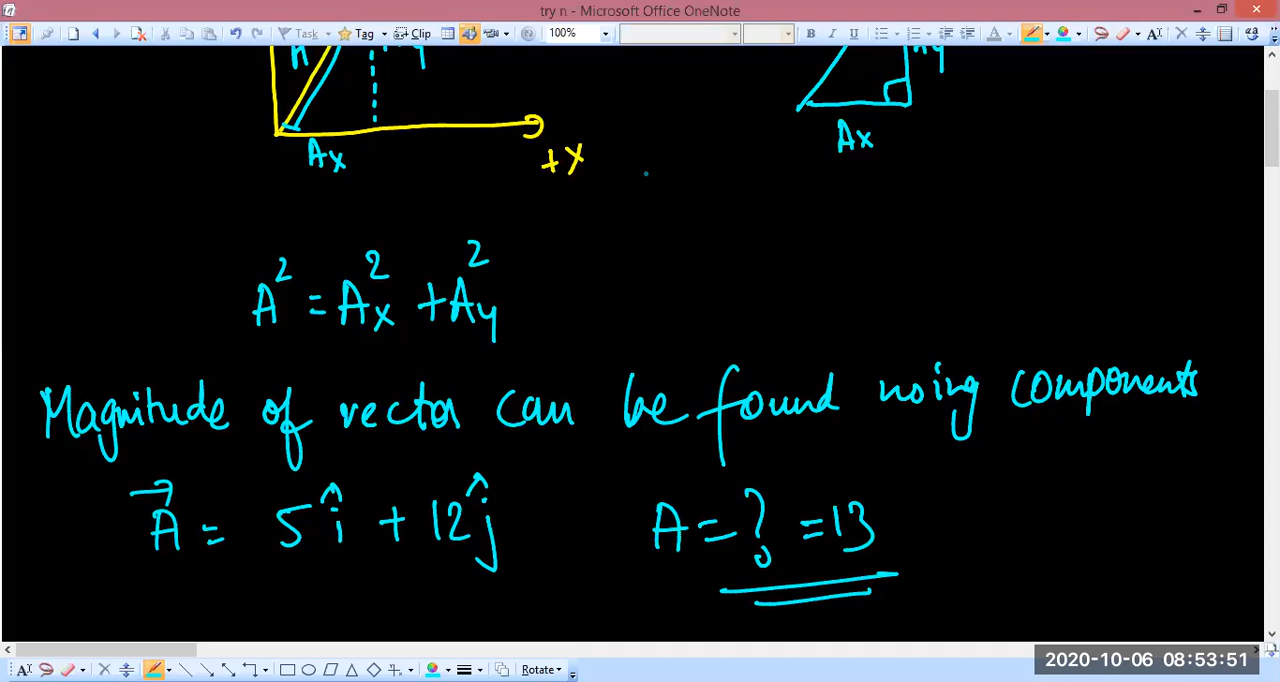 try n - Microsoft Office OneNote
Task Tag Clip 100% B I U
A
Ax
+X
Ay
Ax
A² = Ax² + Ay²
Magnitude of vector can be found using components
A⃗ = 5î + 12ĵ A = ? = 13
Rotate
2020-10-06 08:53:51